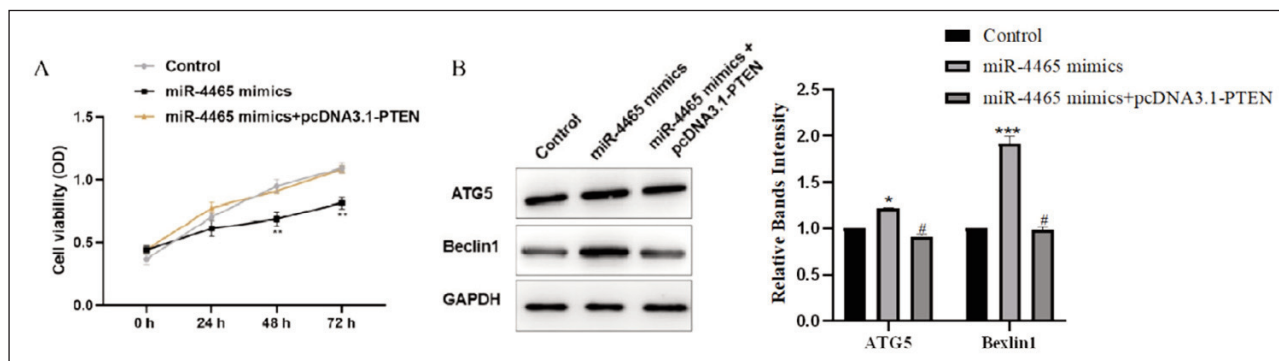 A
Control
miR-4465 mimics
miR-4465 mimics+pcDNA3.1-PTEN
Cell viability (OD)
1.5
1.0
0.5
0.0
0 h
24 h
48 h
72 h
**
**
B
Control
miR-4465 mimics
miR-4465 mimics +
pcDNA3.1-PTEN
ATG5
Beclin1
GAPDH
Control
miR-4465 mimics
miR-4465 mimics+pcDNA3.1-PTEN
Relative Bands Intensity
2.5
2.0
1.5
1.0
0.5
0.0
*
#
***
#
ATG5
Bexlin1